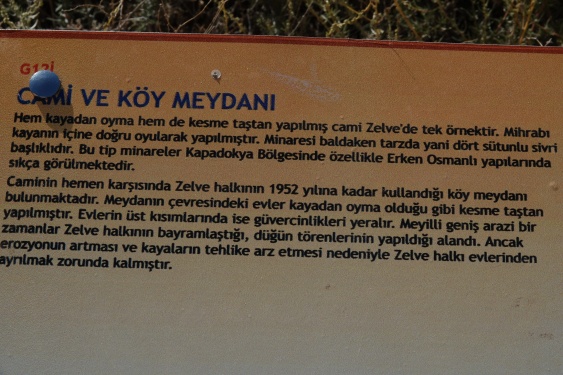 G12İ
CAMİ VE KÖY MEYDANI
Hem kayadan oyma hem de kesme taştan yapılmış cami Zelve'de tek örnektir. Mihrabı
kayanın içine doğru oyularak yapılmıştır. Minaresi baldaken tarzda yani dört sütunlu sivri
başlıklıdır. Bu tip minareler Kapadokya Bölgesinde özellikle Erken Osmanlı yapılarında
sıkça görülmektedir.
Caminin hemen karşısında Zelve halkının 1952 yılına kadar kullandığı köy meydanı
bulunmaktadır. Meydanın çevresindeki evler kayadan oyma olduğu gibi kesme taştan
yapılmıştır. Evlerin üst kısımlarında ise güvercinlikleri yeralır. Meyilli geniş arazi bir
zamanlar Zelve halkının bayramlaştığı, düğün törenlerinin yapıldığı alandı. Ancak
erozyonun artması ve kayaların tehlike arz etmesi nedeniyle Zelve halkı evlerinden
ayrılmak zorunda kalmıştır.